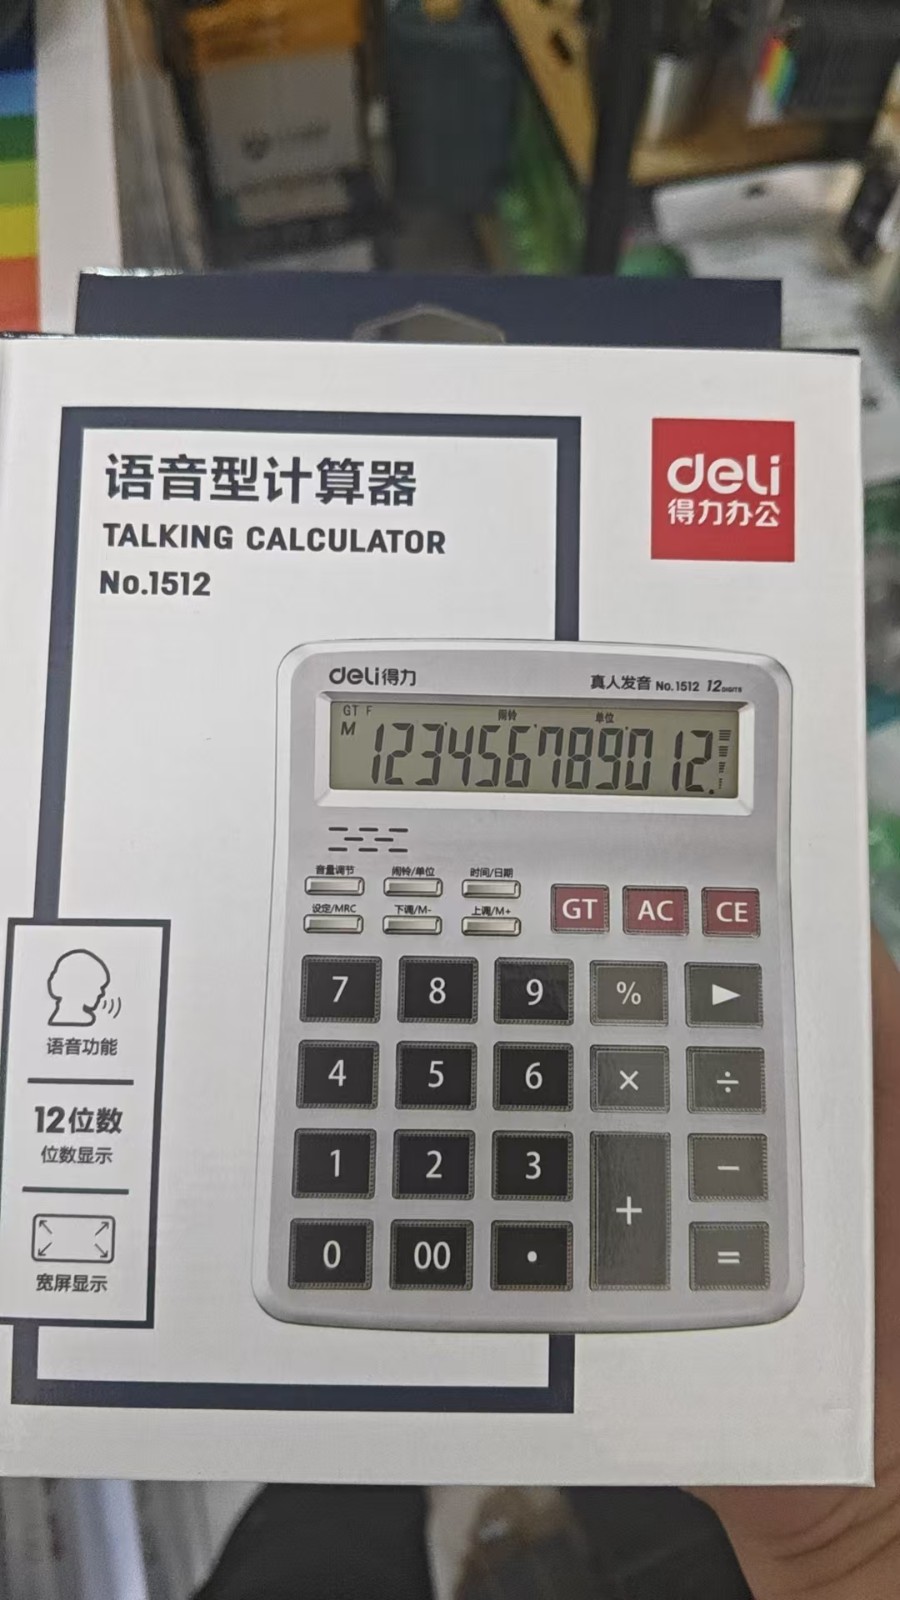 语音型计算器
TALKING CALCULATOR
No.1512
deli
得力办公
deli得力
真人发音 No.1512 12DIGITS
GT F 闹铃 单位
M 123456789012.
音量调节 闹铃/单位 时间/日期
设定/MRC 下调/M- 上调/M+
GT AC CE
7 8 9 % ►
4 5 6 × ÷
1 2 3 + −
0 00 • =
语音功能
12位数
位数显示
宽屏显示